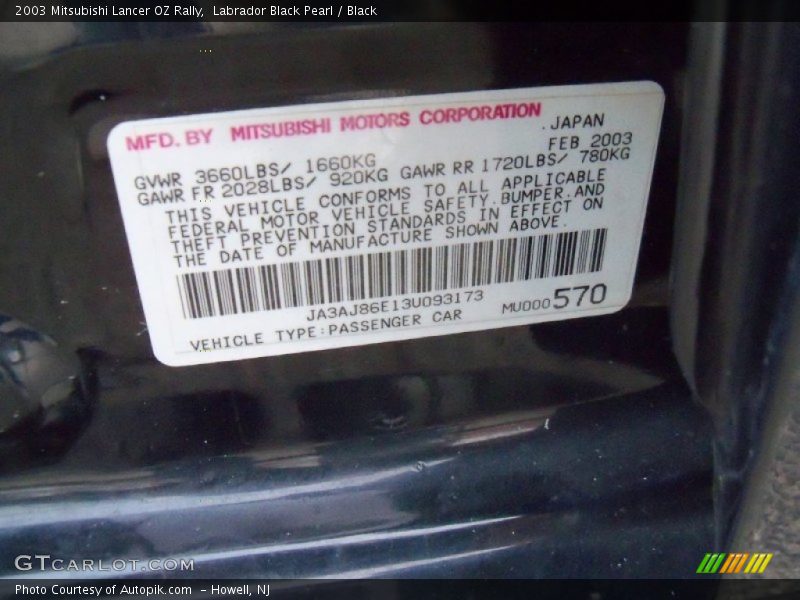 2003 Mitsubishi Lancer OZ Rally,  Labrador Black Pearl / Black
MFD. BY MITSUBISHI MOTORS CORPORATION
JAPAN
FEB 2003
GVWR 3660LBS/ 1660KG
GAWR FR 2028LBS/ 920KG GAWR RR 1720LBS/ 780KG
THIS VEHICLE CONFORMS TO ALL APPLICABLE
FEDERAL MOTOR VEHICLE SAFETY.BUMPER.AND
THEFT PREVENTION STANDARDS IN EFFECT ON
THE DATE OF MANUFACTURE SHOWN ABOVE.
JA3AJ86E13U093173
VEHICLE TYPE:PASSENGER CAR
MU000570
GTCARLOT.COM
Photo Courtesy of Autopik.com  – Howell, NJ